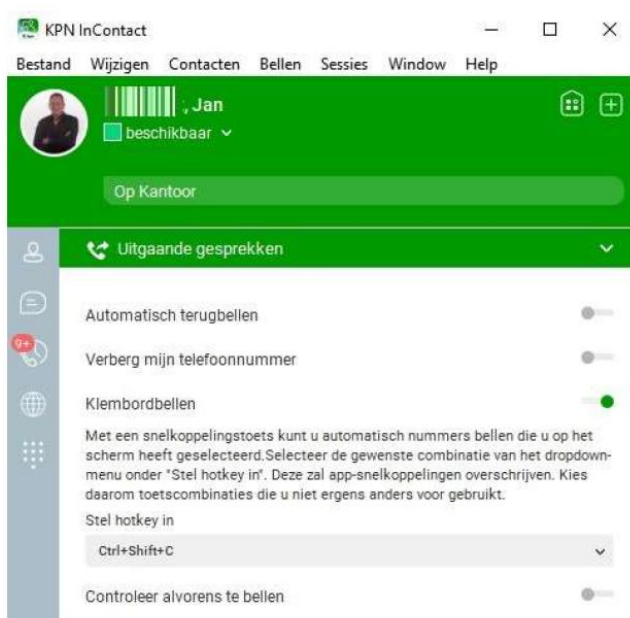 KPN InContact
Bestand Wijzigen Contacten Bellen Sessies Window Help
, Jan
beschikbaar
Op Kantoor
Uitgaande gesprekken
Automatisch terugbellen
9+
Verberg mijn telefoonnummer
Klembordbellen
Met een snelkoppelingstoets kunt u automatisch nummers bellen die u op het
scherm heeft geselecteerd.Selecteer de gewenste combinatie van het dropdown-
menu onder "Stel hotkey in". Deze zal app-snelkoppelingen overschrijven. Kies
daarom toetscombinaties die u niet ergens anders voor gebruikt.
Stel hotkey in
Ctrl+Shift+C
Controleer alvorens te bellen